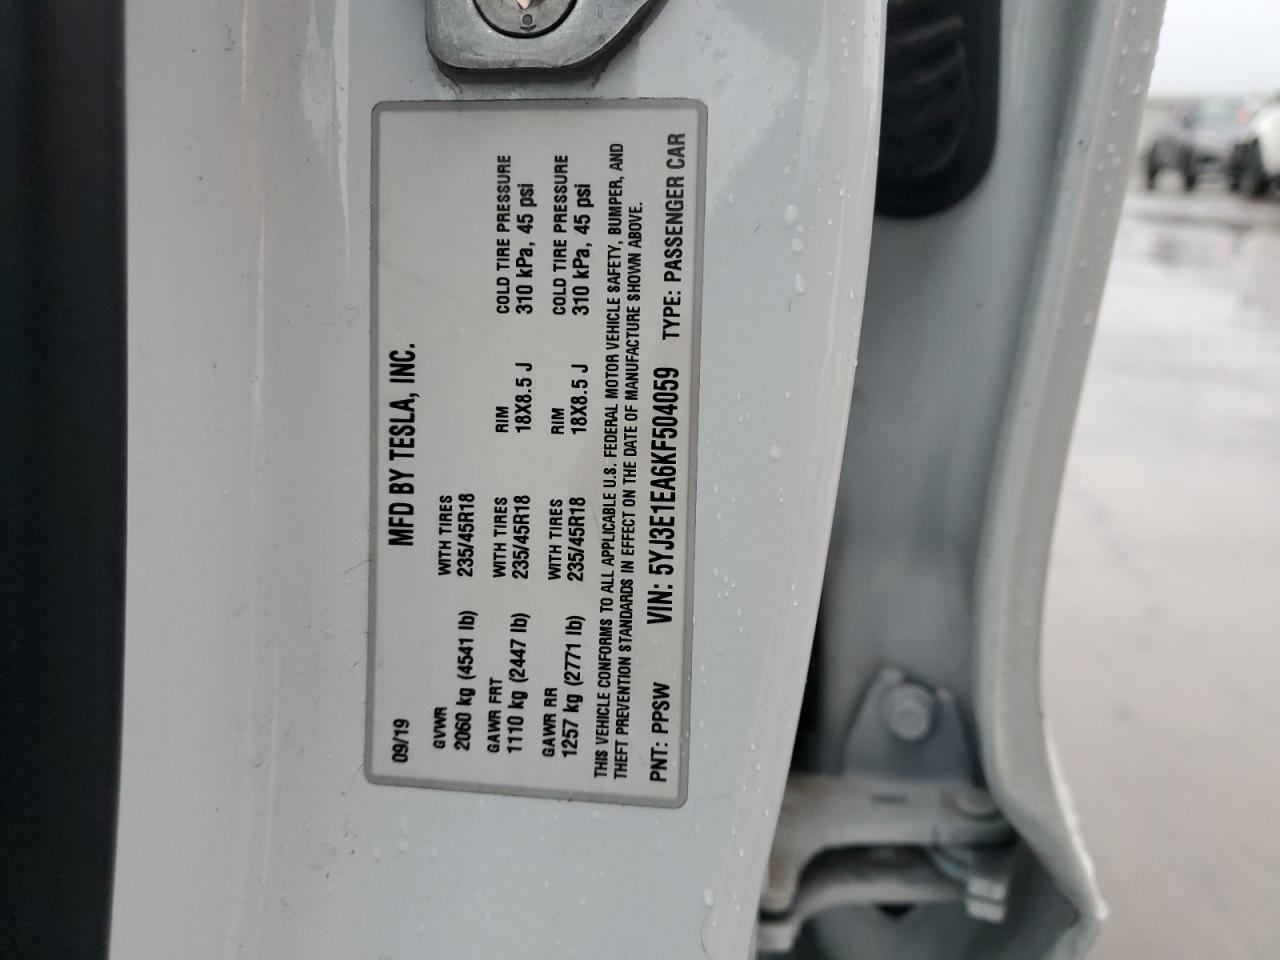 09/19 MFD BY TESLA, INC.
GVWR WITH TIRES
2060 kg (4541 lb) 235/45R18
GAWR FRT WITH TIRES RIM COLD TIRE PRESSURE
1110 kg (2447 lb) 235/45R18 18X8.5 J 310 kPa, 45 psi
GAWR RR WITH TIRES RIM COLD TIRE PRESSURE
1257 kg (2771 lb) 235/45R18 18X8.5 J 310 kPa, 45 psi
THIS VEHICLE CONFORMS TO ALL APPLICABLE U.S. FEDERAL MOTOR VEHICLE SAFETY, BUMPER, AND
THEFT PREVENTION STANDARDS IN EFFECT ON THE DATE OF MANUFACTURE SHOWN ABOVE.
PNT: PPSW VIN: 5YJ3E1EA6KF504059 TYPE: PASSENGER CAR